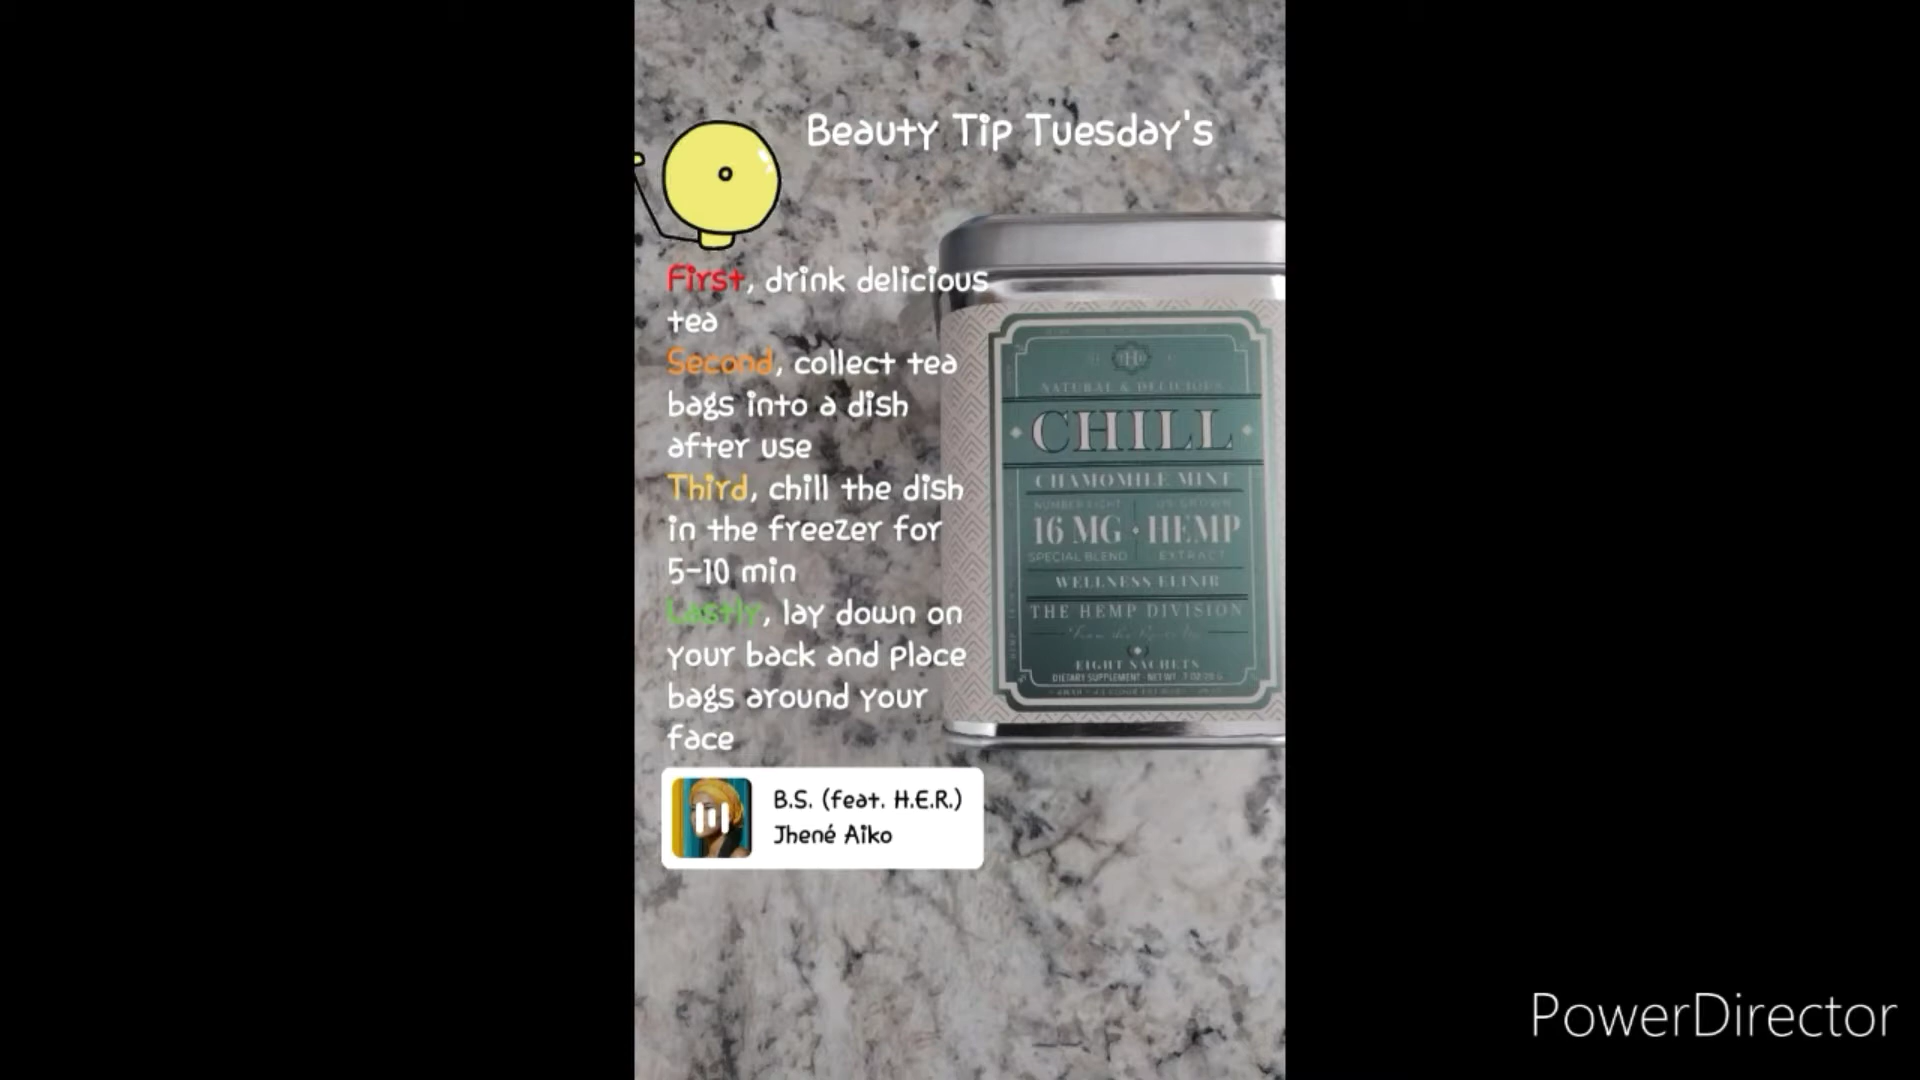 Beauty Tip Tuesday's
First, drink delicious
tea
Second, collect tea
bags into a dish
after use
Third, chill the dish
in the freezer for
5-10 min
Lastly, lay down on
your back and place
bags around your
face
B.S. (feat. H.E.R.)
Jhené Aiko
NATURAL & DELICIOUS
CHILL
CHAMOMILE MINT
16 MG · HEMP
SPECIAL BLEND EXTRACT
WELLNESS ELIXIR
THE HEMP DIVISION
EIGHT SACHETS
DIETARY SUPPLEMENT
PowerDirector